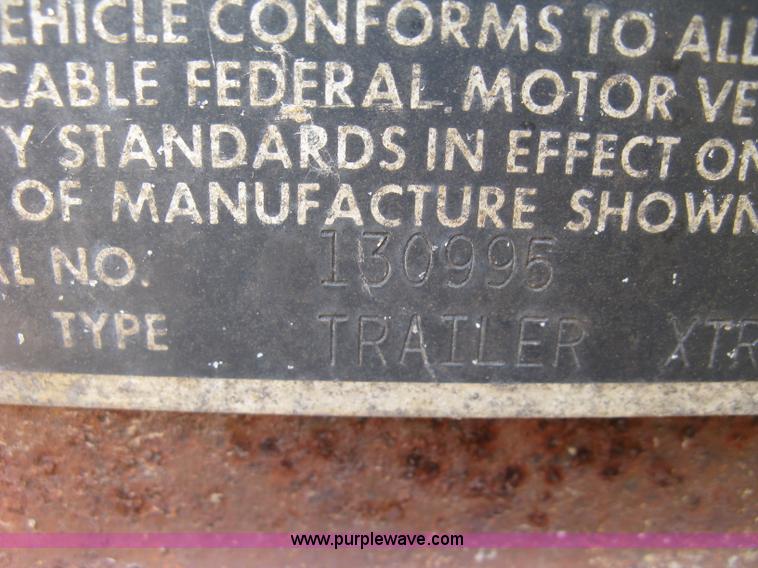 EHICLE CONFORMS TO ALL
CABLE FEDERAL MOTOR VE
Y STANDARDS IN EFFECT ON
OF MANUFACTURE SHOWN
AL NO. 130995
TYPE TRAILER XTR
www.purplewave.com